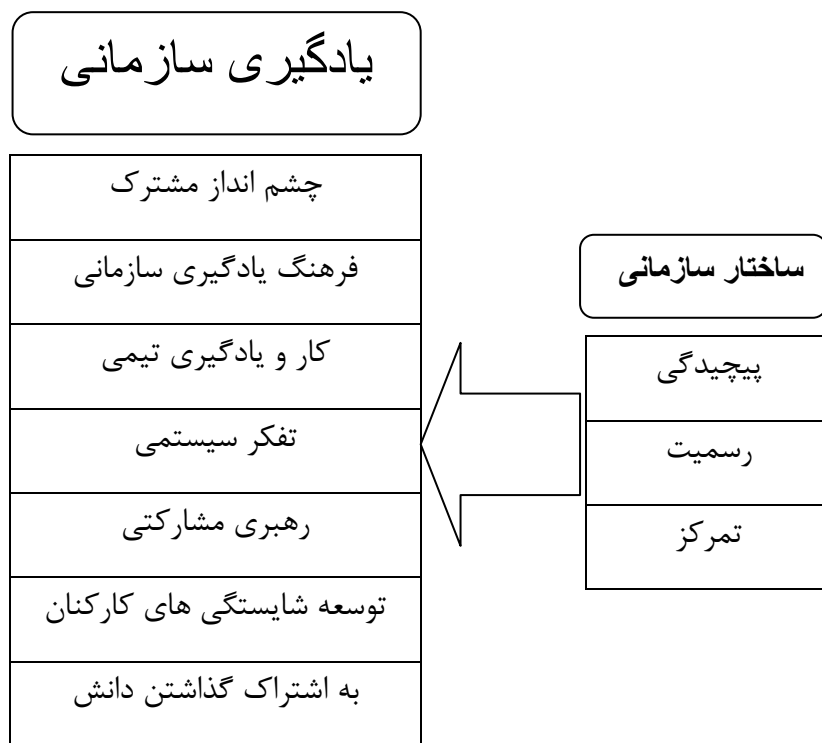 یادگیری سازمانی
چشم انداز مشترک
فرهنگ یادگیری سازمانی
کار و یادگیری تیمی
تفکر سیستمی
رهبری مشارکتی
توسعه شایستگی های کارکنان
به اشتراک گذاشتن دانش
ساختار سازمانی
پیچیدگی
رسمیت
تمرکز